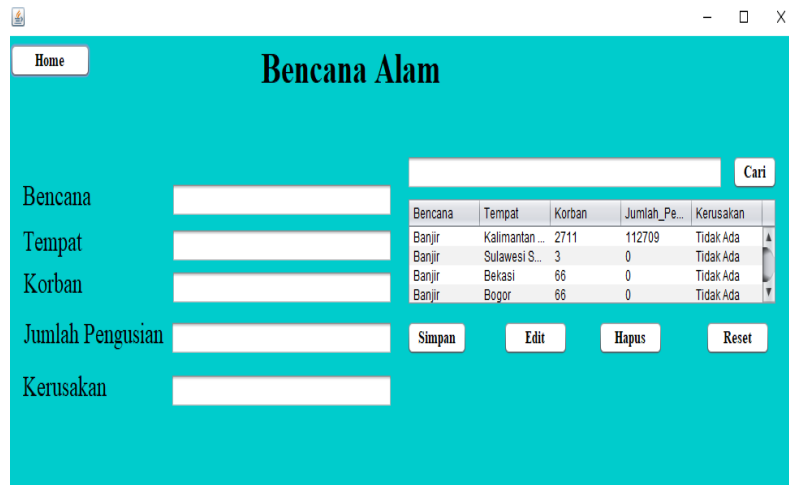 Home
Bencana Alam
Cari
Bencana
Tempat
Korban
Jumlah Pengusian
Kerusakan
Bencana Tempat Korban Jumlah_Pe... Kerusakan
Banjir Kalimantan ... 2711 112709 Tidak Ada
Banjir Sulawesi S... 3 0 Tidak Ada
Banjir Bekasi 66 0 Tidak Ada
Banjir Bogor 66 0 Tidak Ada
Simpan Edit Hapus Reset